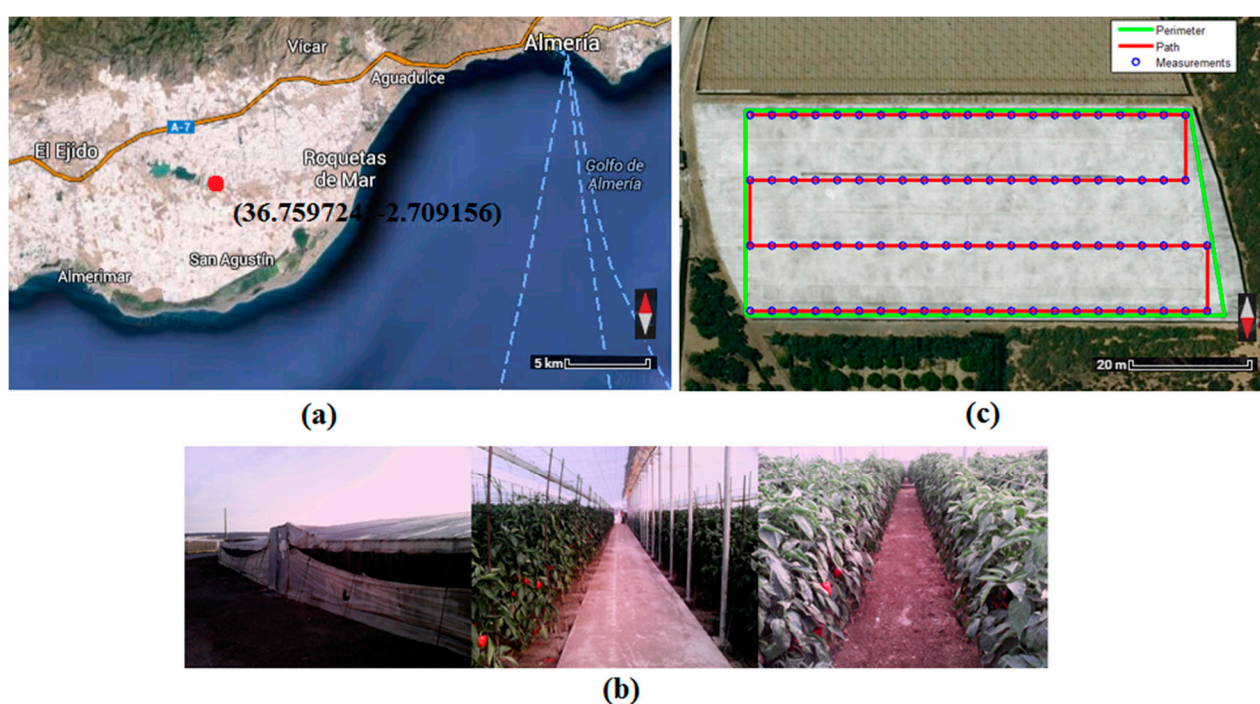 Vicar
Almería
Aguadulce
A-7
El Ejido
Roquetas
de Mar
Golfo de
Almería
(36.759724, -2.709156)
San Agustín
Almerimar
5 km
(a)
Perimeter
Path
Measurements
20 m
(c)
(b)